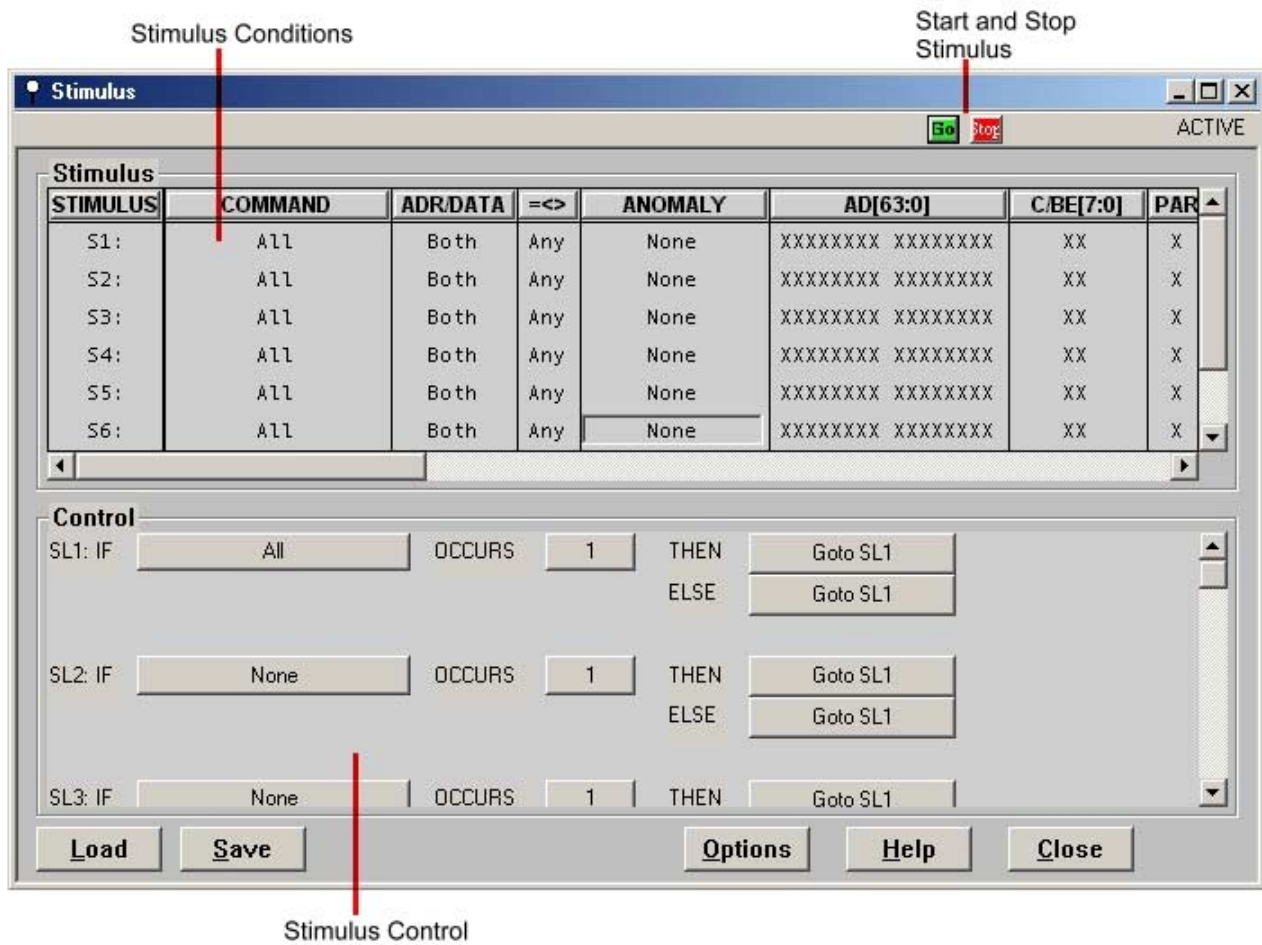 Stimulus Conditions
Start and Stop
Stimulus
Stimulus
Go Stop ACTIVE
Stimulus
STIMULUS COMMAND ADR/DATA =<> ANOMALY AD[63:0] C/BE[7:0] PAR
S1: All Both Any None XXXXXXXX XXXXXXXX XX X
S2: All Both Any None XXXXXXXX XXXXXXXX XX X
S3: All Both Any None XXXXXXXX XXXXXXXX XX X
S4: All Both Any None XXXXXXXX XXXXXXXX XX X
S5: All Both Any None XXXXXXXX XXXXXXXX XX X
S6: All Both Any None XXXXXXXX XXXXXXXX XX X
Control
SL1: IF All OCCURS 1 THEN Goto SL1
ELSE Goto SL1
SL2: IF None OCCURS 1 THEN Goto SL1
ELSE Goto SL1
SL3: IF None OCCURS 1 THEN Goto SL1
Load Save Options Help Close
Stimulus Control